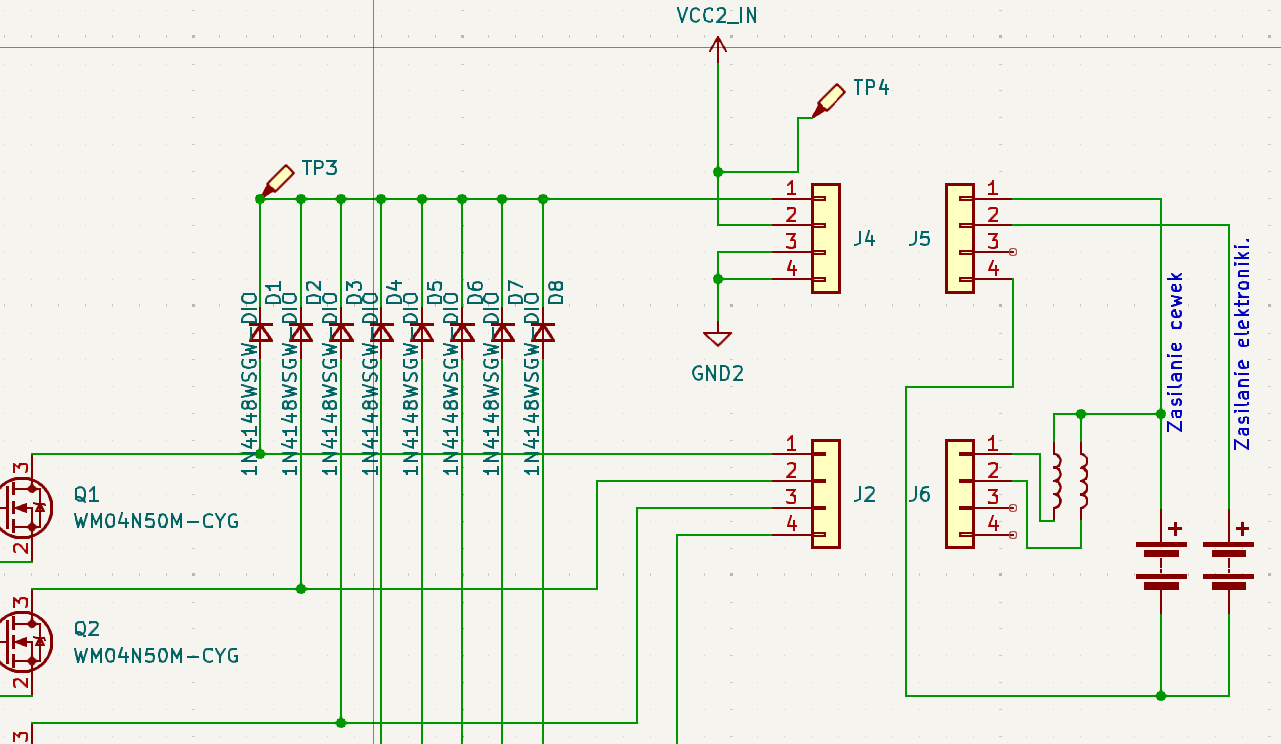 VCC2_IN
TP4
TP3
1
2
3
4
J4
J5
1
2
3
4
D1
D2
D3
D4
D5
D6
D7
D8
1N4148WSGW_DIO
1N4148WSGW_DIO
1N4148WSGW_DIO
1N4148WSGW_DIO
1N4148WSGW_DIO
1N4148WSGW_DIO
1N4148WSGW_DIO
1N4148WSGW_DIO
GND2
Zasilanie cewek
Zasilanie elektroniki.
1
2
3
4
J2
J6
1
2
3
4
3
Q1
WM04N50M-CYG
2
+
+
3
Q2
WM04N50M-CYG
2
3